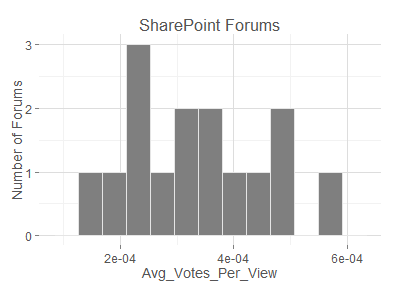 SharePoint Forums
Number of Forums
3
2
1
0
2e-04
4e-04
6e-04
Avg_Votes_Per_View